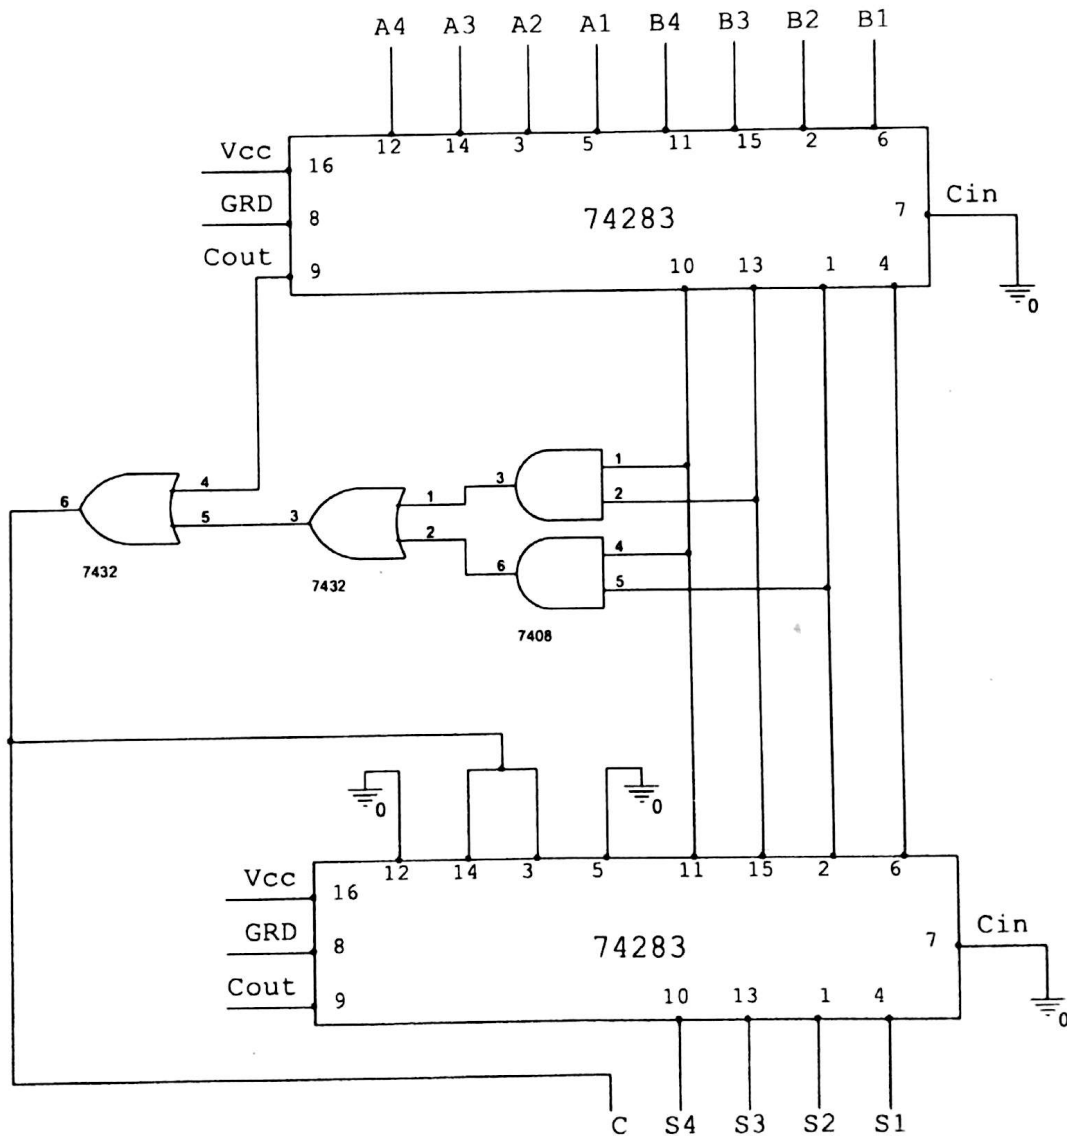 A4 A3 A2 A1 B4 B3 B2 B1
12 14 3 5 11 15 2 6
Vcc 16
GRD 8 74283 7 Cin
Cout 9 10 13 1 4
0
1
3
4 1 2
6 5 3 2 4
6 5
7432 7432
7408
0 0
12 14 3 5 11 15 2 6
Vcc 16
GRD 8 74283 7 Cin
Cout 9 10 13 1 4
0
C S4 S3 S2 S1